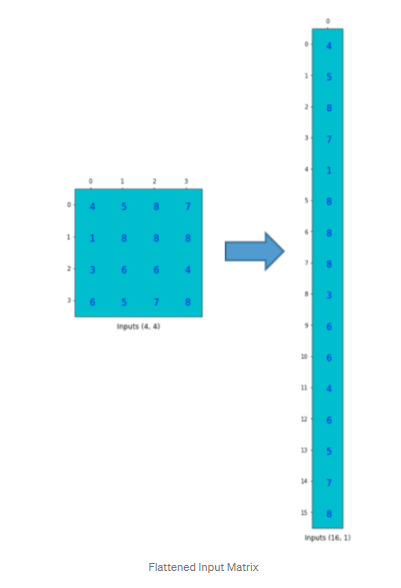 0 1 2 3
0 4 5 8 7
1 1 8 8 8
2 3 6 6 4
3 6 5 7 8
Inputs (4, 4)
0
0 4
1 5
2 8
3 7
4 1
5 8
6 8
7 8
8 3
9 6
10 6
11 4
12 6
13 5
14 7
15 8
Inputs (16, 1)
Flattened Input Matrix